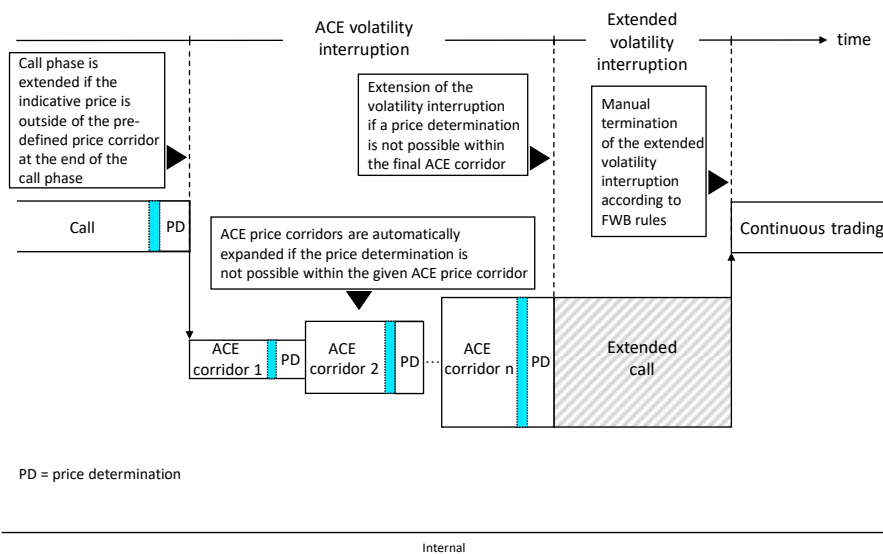 ACE volatility
interruption
Extended
volatility
interruption
time
Call phase is
extended if the
indicative price is
outside of the pre-
defined price corridor
at the end of the
call phase
Extension of the
volatility interruption
if a price determination
is not possible within
the final ACE corridor
Manual
termination
of the extended
volatility
interruption
according to
FWB rules
Call
PD
ACE price corridors are automatically
expanded if the price determination is
not possible within the given ACE price corridor
Continuous trading
ACE
corridor 1
PD
ACE
corridor 2
PD
...
ACE
corridor n
PD
Extended
call
PD = price determination
Internal